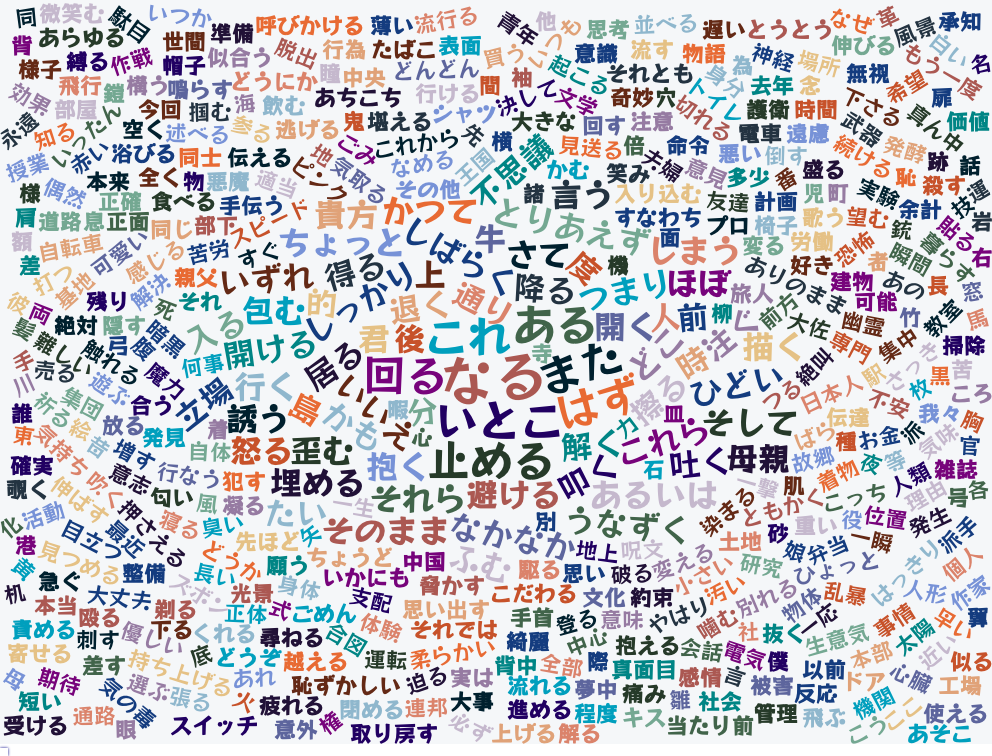 同 微笑む 駄目 いつか 準備 呼びかける 薄い 流行る 青年 他 思考 並べる 遅い とうとう なぜ 革 風景 承知
背 あらゆる 世間 似合う 脱出 行為 たばこ 表面 買う いつも 意識 流す 物語 神経 為 場所 伸びる 白い 名
様子 縛る 作戦 帽子 どうにか 瞳 中央 どんどん 間 袖 起こる それとも 身分 去年 念 無視 希望 もう一度 扉
効果 飛行 鎧 構う 鳴らす 海 飲む あちこち 行ける シャツ 決して 文学 奇妙 穴 切れる トイレ 護衛 時間 下さる 武器 真ん中 価値
永遠 知る 部屋 いったん 今回 掴む 参る 逃げる 鬼 堪える これから 先 横 大きな 回す 注意 電車 遠慮
授業 赤い 空く 述べる 浴びる 同士 伝える 地 ごみ 気取る なめる 王国 不思議 見送る 倍 夫婦 命令 悪い 倒す 続ける 発酵 跡 話
様 偶然 本来 全く 物 悪魔 適当 ピンク その他 かむ 笑み 意見 多少 番 盛る 実験 恥 殺す 技 運
肩 道路 息 正確 正面 食べる 手伝う スピード 貴方 かつて 諸 言う 入り込む 友達 計画 児 町 余計 岩
額 自転車 可愛い 感じる 同じ 部下 苦労 すぐ ちょっと しばらく 牛 とりあえず すなわち 面 プロ 椅子 歌う 望む 銃 暮らす 貼る 右
差 打つ 基地 解決 親父 いずれ 得る しっかり 上 さて 度 機 しまう 変る 労働 恐怖 瞬間
彼 両 残り 死 それ 包む 的 退く 通り 降る つまり ほぼ 旅人 ありのまま 好き 者 建物 可能 あの 長 窓
髪 難しい 絶対 隠す 暗黒 入る 君 後 これ ある 開く 人 前 柳 じ 前方 大佐 幽霊 竹 教室 馬
手 川 売る 触れる 弓 腹 魔力 何事 開ける 居る 回る なる 寺 また どこ 時 注 描く 絶言 専門 集中 掃除
誰 祈る 集団 遊ぶ 合う 立場 行く 島 いい 暇 分 いとこ はず 擦る ひどい つる 日本人 駅 さっき 枚 黒 苦
東 気持ち 絵 放る 発見 着 誘う かも ぞ 心 力 皿 そして ばら 伝達 不安 我々 ころ
確実 吹く 苗 増す 自体 怒る 歪む 抱く 止める 解く これら 母親 故郷 種 お金 派 気味 胸 官
覗く 伸ばす 意志 行なう 匂い 犯す 埋める 叩く 石 吐く 一撃 肌 着物 夜 等 人類 雑誌
化 活動 押さえる 風 凝る たい 一生 それら 避ける あるいは 染まる ともかく こっち 理由 号 各
港 目立つ 最近 寝る 臭い 先ほど 矢 そのまま なかなか 別 うなずく 土地 砂 重い 役 位置 発生 派手
黄 見つめる 整備 どうか 長い 願う ちょうど 中国 ふむ 駆る 地上 呪文 変える 研究 娘 弁当 一瞬 はっきり 個人
机 急ぐ 大丈夫 ズボン 光景 身体 いかにも 脅かす こだわる 思い 破る 小さい 汚い 別れる ひょっと 人形 作家
本当 殴る 剃る 正体 式 ごめん 支配 思い出す 手首 登る 文化 約束 やはり 噛む 物体 一応 乱暴 事情 早い 翼
責める 刺す 優しい 下る くれる 尋ねる 合図 体験 それでは 綺麗 中心 意味 抱える 会話 社 抜く 生意気 太陽 近い
寄せる 差す 持ち上げる 底 どうぞ 越える 運転 柔らかい 背中 全部 際 真面目 感情 電気 言 僕 以前 本部 心臓 似る
母 期待 気の毒 選ぶ 張る あれ 恥ずかしい 迫る 実は 流れる 夢中 痛み 雛 社会 被害 反応 ドア 機関 工場
短い 通路 火 疲れる 閉める 連邦 大事 進める 程度 キス 管理 飛ぶ ここ 使える
受ける 眼 スイッチ 意外 権 取り戻す 必ず 上げる 解る 当たり前 こう あそこ